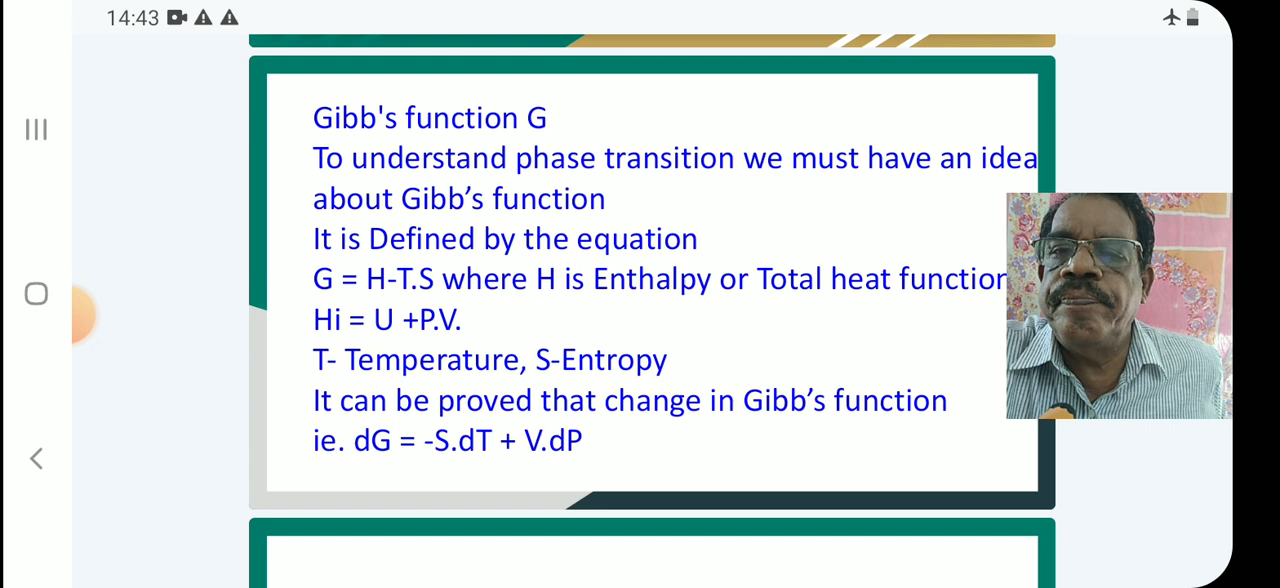 14:43
Gibb's function G
To understand phase transition we must have an idea
about Gibb’s function
It is Defined by the equation
G = H-T.S where H is Enthalpy or Total heat function
Hi = U +P.V.
T- Temperature, S-Entropy
It can be proved that change in Gibb’s function
ie. dG = -S.dT + V.dP